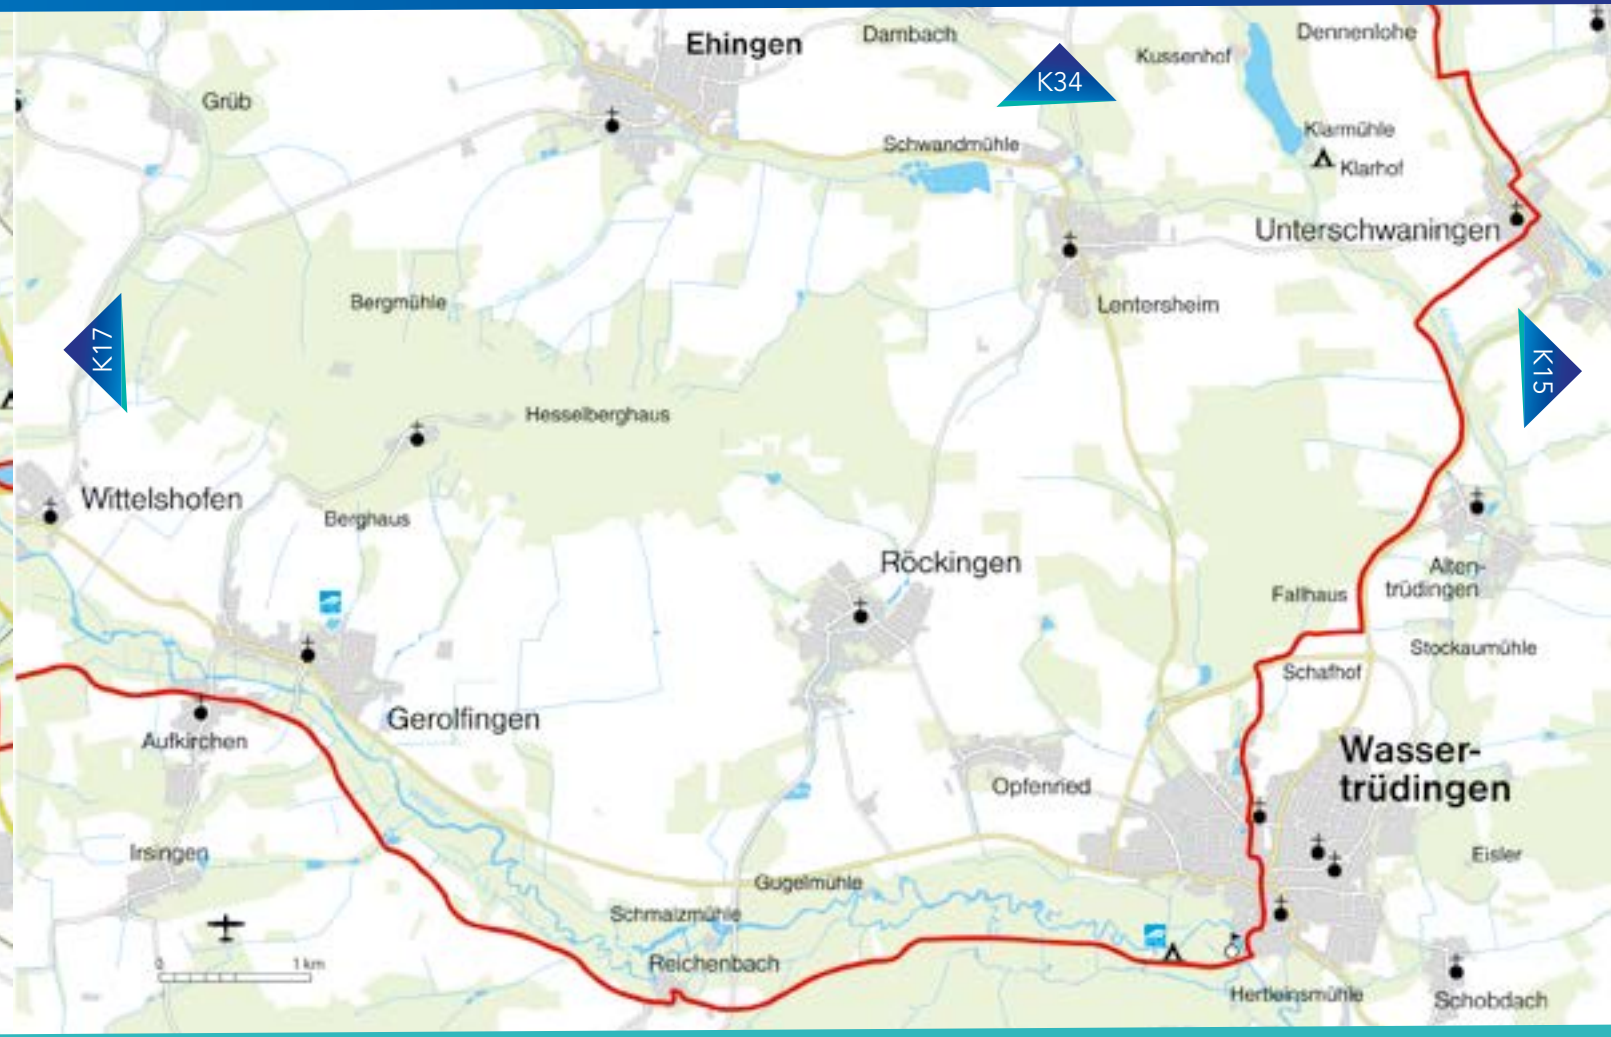 Ehingen
Dambach
K34
Kussenhof
Dennenlohe
Grüb
Klarmühle
Klarhof
Schwandmühle
Unterschwaningen
Bergmühle
Lentersheim
K17
K15
Hesselberghaus
Wittelshofen
Berghaus
Röckingen
Fallhaus
Alten-
trüdingen
Stockaumühle
Schafhof
Gerolfingen
Aufkirchen
Wasser-
trüdingen
Opfenried
Irsingen
Eisler
Gugelmühle
Schmalzmühle
Reichenbach
0 1 km
Hertleinsmühle
Schobdach